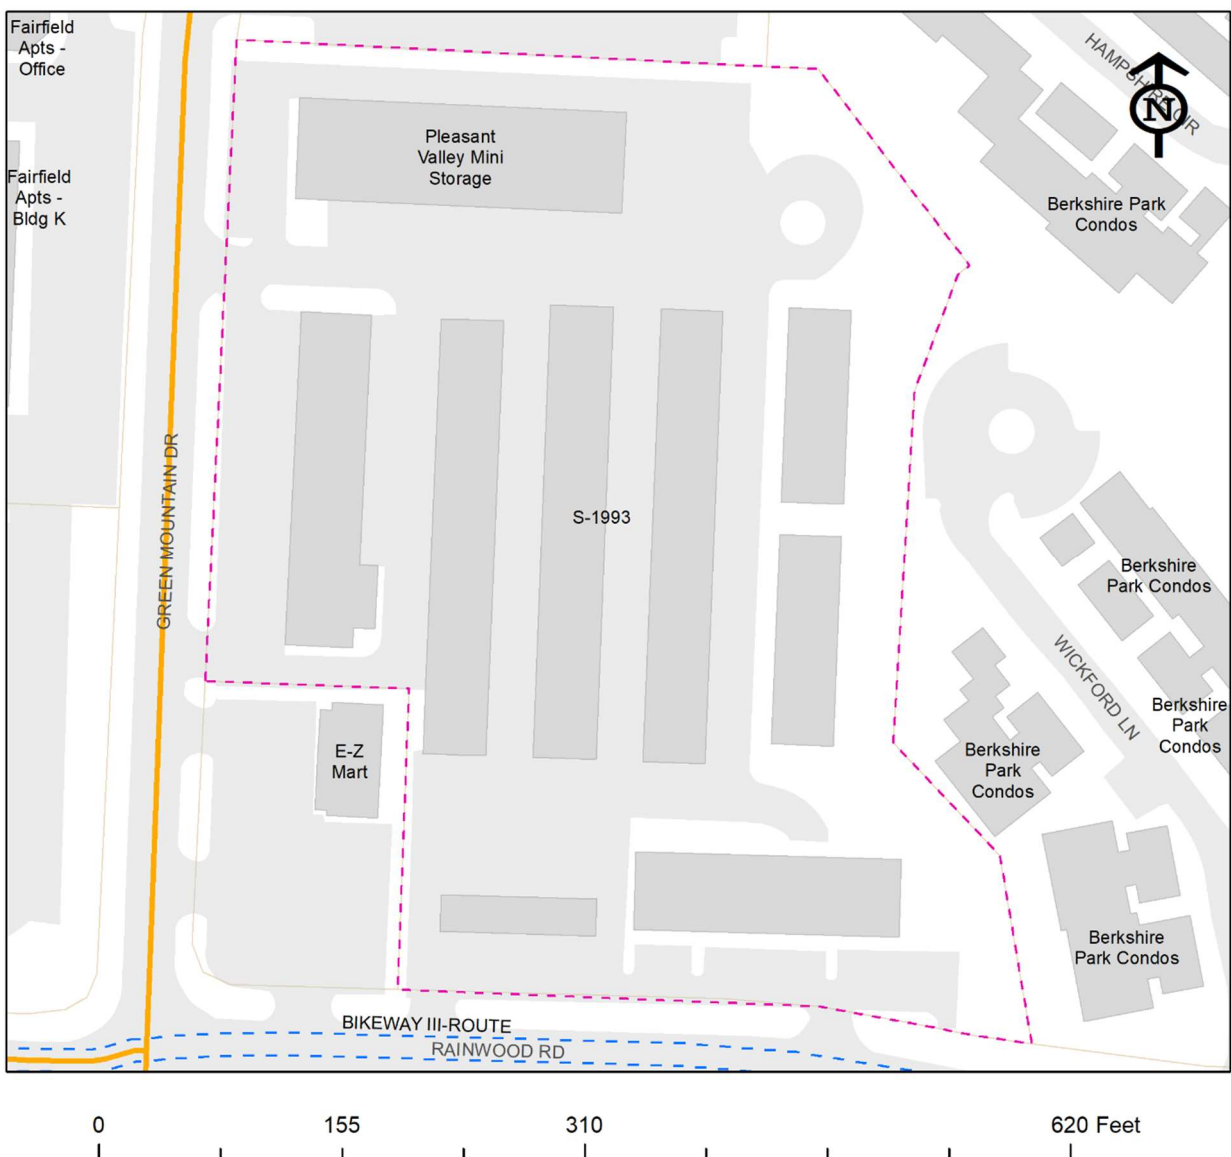 Fairfield
Apts -
Office
HAMPSHIRE CIR
N
Pleasant
Valley Mini
Storage
Fairfield
Apts -
Bldg K
Berkshire Park
Condos
GREEN MOUNTAIN DR
S-1993
Berkshire
Park Condos
WICKFORD LN
Berkshire
Park
Condos
E-Z
Mart
Berkshire
Park
Condos
Berkshire
Park Condos
BIKEWAY III-ROUTE
RAINWOOD RD
0 155 310 620 Feet